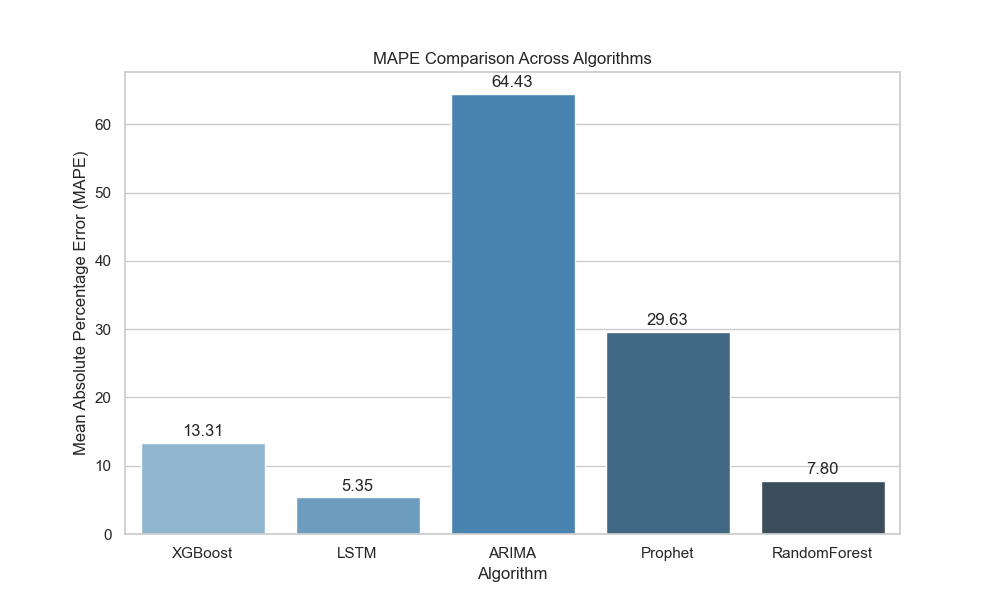 MAPE Comparison Across Algorithms
Mean Absolute Percentage Error (MAPE)
60
50
40
30
20
10
0
13.31
5.35
64.43
29.63
7.80
XGBoost
LSTM
ARIMA
Prophet
RandomForest
Algorithm